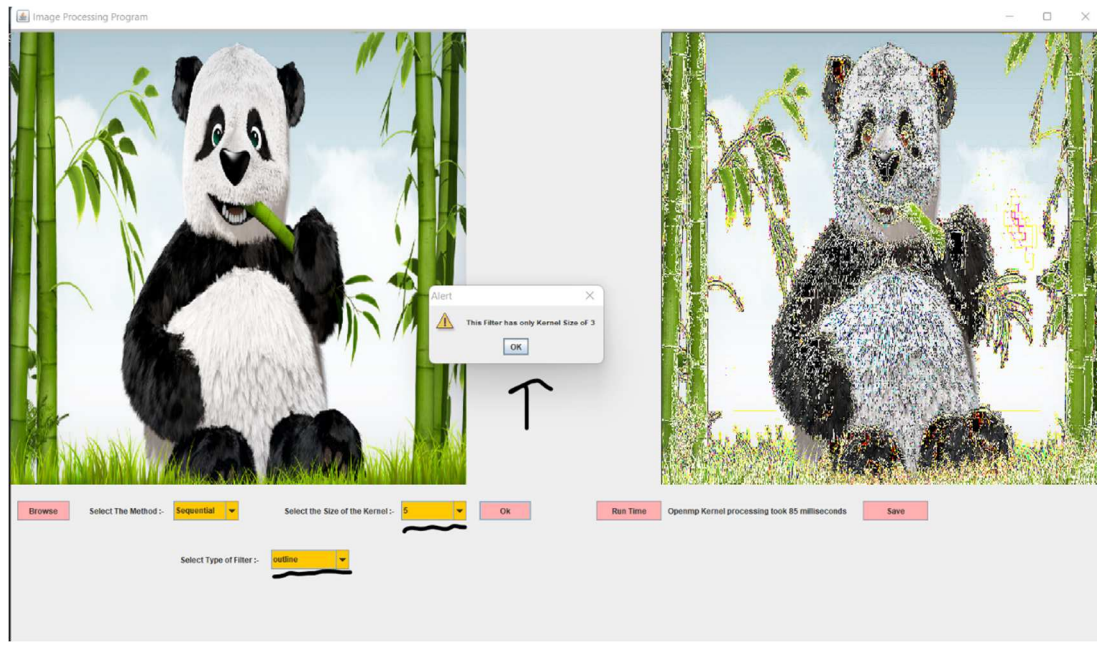 Image Processing Program
Alert
This Filter has only Kernel Size oF 3
OK
Browse Select The Method :- Sequential Select the Size of the Kernel :- 5 Ok Run Time Openmp Kernel processing took 85 milliseconds Save
Select Type of Filter :- outline